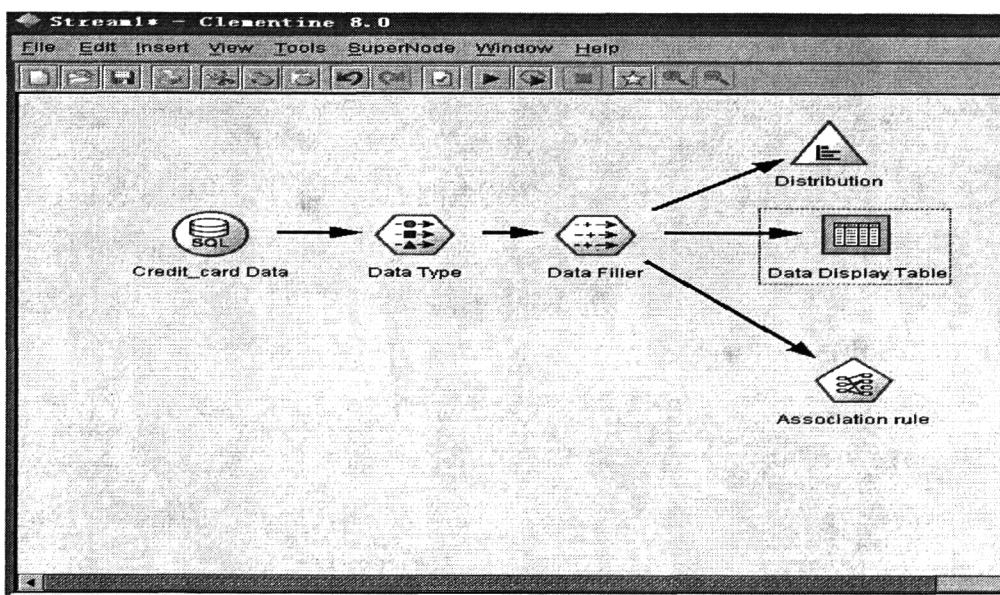 Stream1* - Clementine 8.0
File Edit Insert View Tools SuperNode Window Help
Distribution
SQL
Credit_card Data
Data Type
Data Filler
Data Display Table
Association rule